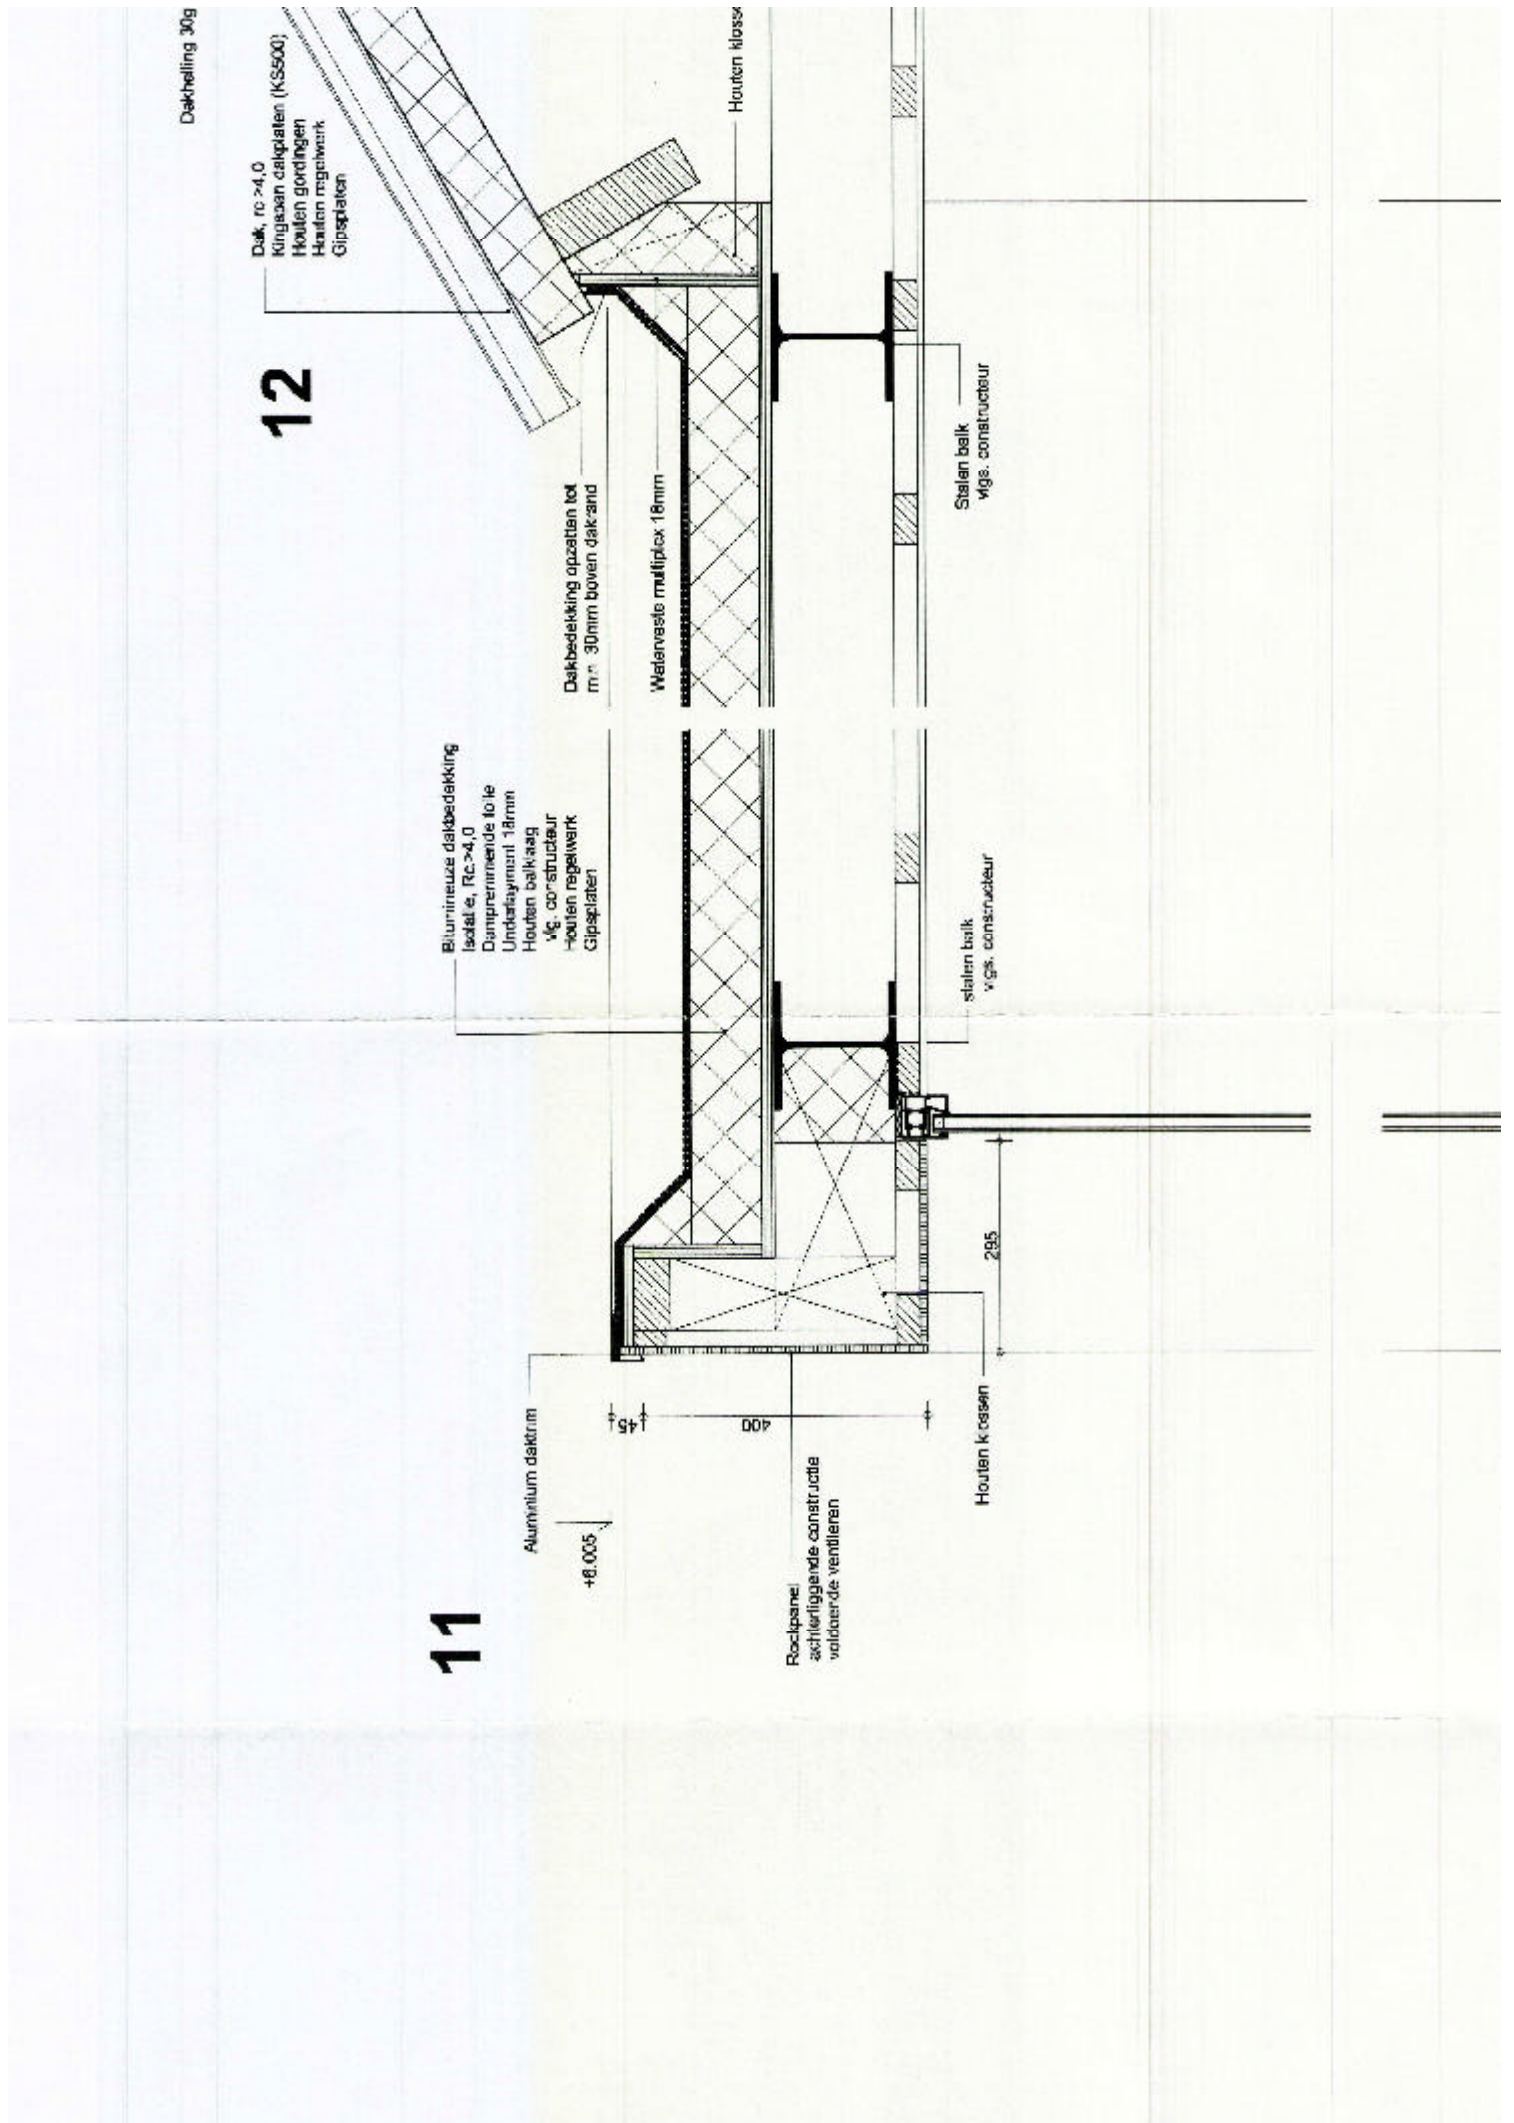 11
Aluminium daktrim
+6.005
45
400
Rockpanel
achterliggende constructie
voldoende ventileren
Houten klossen
295
Bitumineuze dakbedekking
Isolatie, Rc.>4,0
Dampremmende folie
Underlayment 18mm
Houten balklaag
vlg. constructeur
Houten regelwerk
Gipsplaten
stalen balk
vlgs. constructeur
12
Dakbedekking opzetten tot
min. 30mm boven dakrand
Watervaste multiplex 18mm
Stalen balk
vlgs. constructeur
Dak, rc >4,0
Kingspan dakplaten (KS500)
Houten gordingen
Houten regelwerk
Gipsplaten
Dakhelling 30g
Houten kloss